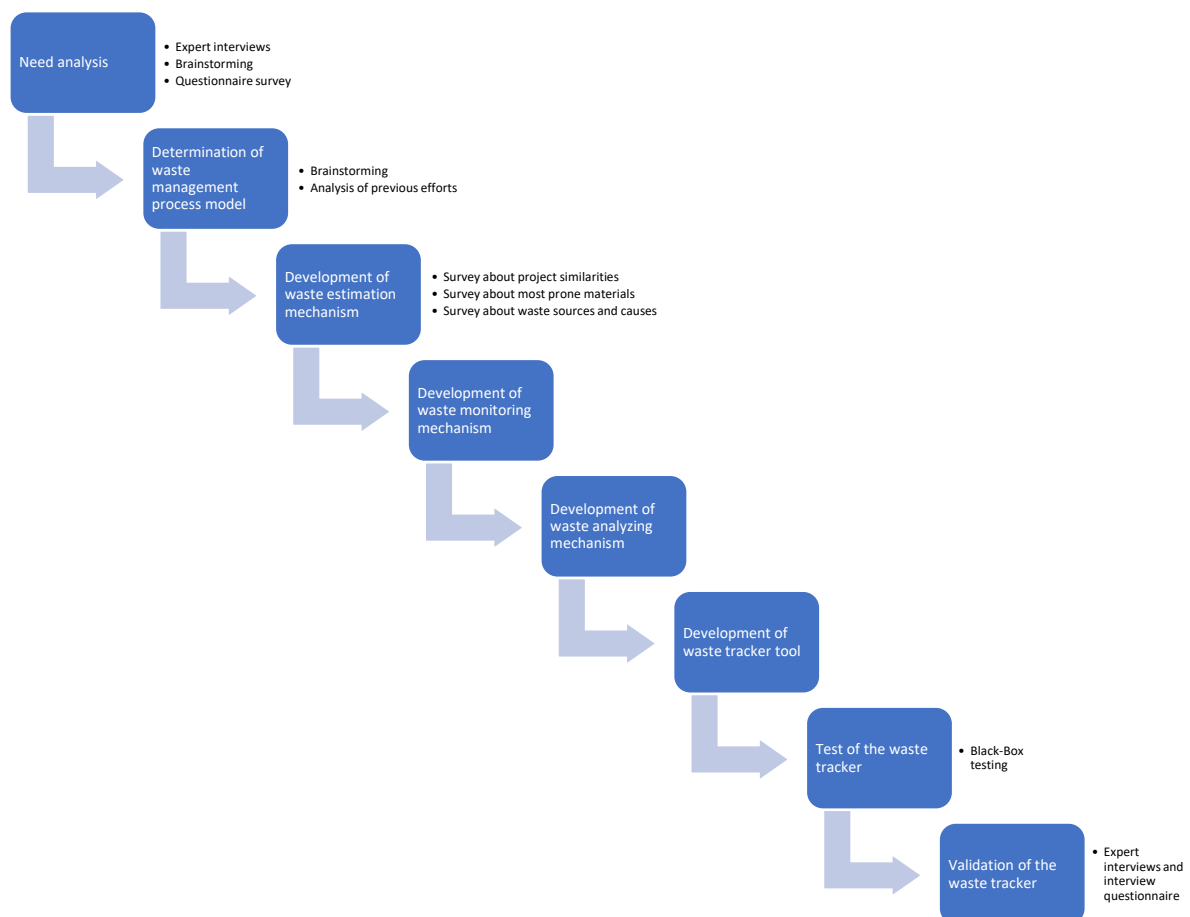 Need analysis
• Expert interviews
• Brainstorming
• Questionnaire survey
Determination of
waste
management
process model
• Brainstorming
• Analysis of previous efforts
Development of
waste estimation
mechanism
• Survey about project similarities
• Survey about most prone materials
• Survey about waste sources and causes
Development of
waste monitoring
mechanism
Development of
waste analyzing
mechanism
Development of
waste tracker tool
Test of the waste
tracker
• Black-Box
testing
Validation of the
waste tracker
• Expert
interviews and
interview
questionnaire